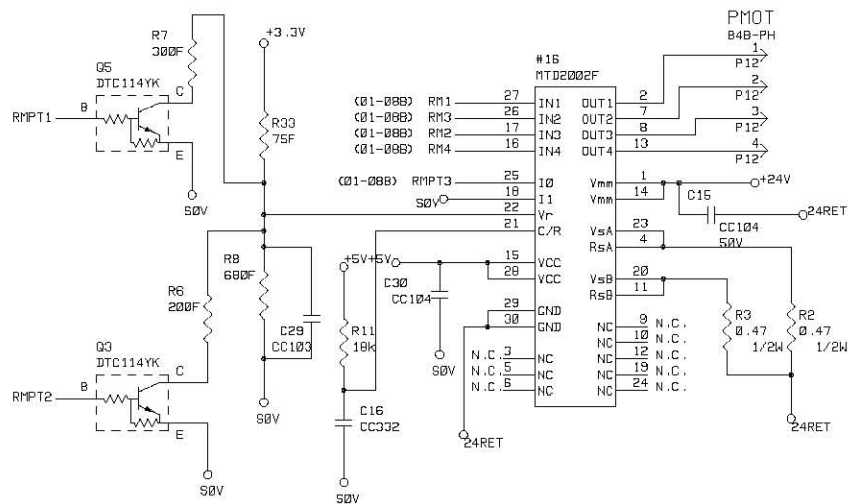 PMOT
B4B-PH
R7
300F
+3.3V
#16
MTD2002F
Q5
DTC114YK
C
B
E
RMPT1
R33
75F
S0V
(01-08B) RM1 27 IN1
(01-08B) RM3 26 IN2
(01-08B) RM2 17 IN3
(01-08B) RM4 16 IN4
(01-08B) RMPT3 25 I0
S0V 18 I1
22 Vr
21 C/R
OUT1 2
OUT2 7
OUT3 8
OUT4 13
1 P12
2 P12
3 P12
4 P12
Vmm 1
Vmm 14
+24V
C15
CC104
50V
24RET
VsA 23
RsA 4
+5V +5V
15 VCC
28 VCC
C30
CC104
S0V
VsB 20
RsB 11
29 GND
30 GND
R8
680F
R6
200F
C29
CC103
R11
18k
R3
0.47
1/2W
R2
0.47
1/2W
N.C. 3 NC
N.C. 5 NC
N.C. 6 NC
NC 9 N.C.
NC 10 N.C.
NC 12 N.C.
NC 19 N.C.
NC 24 N.C.
Q3
DTC114YK
C
B
E
RMPT2
S0V
S0V
C16
CC332
S0V
24RET
24RET